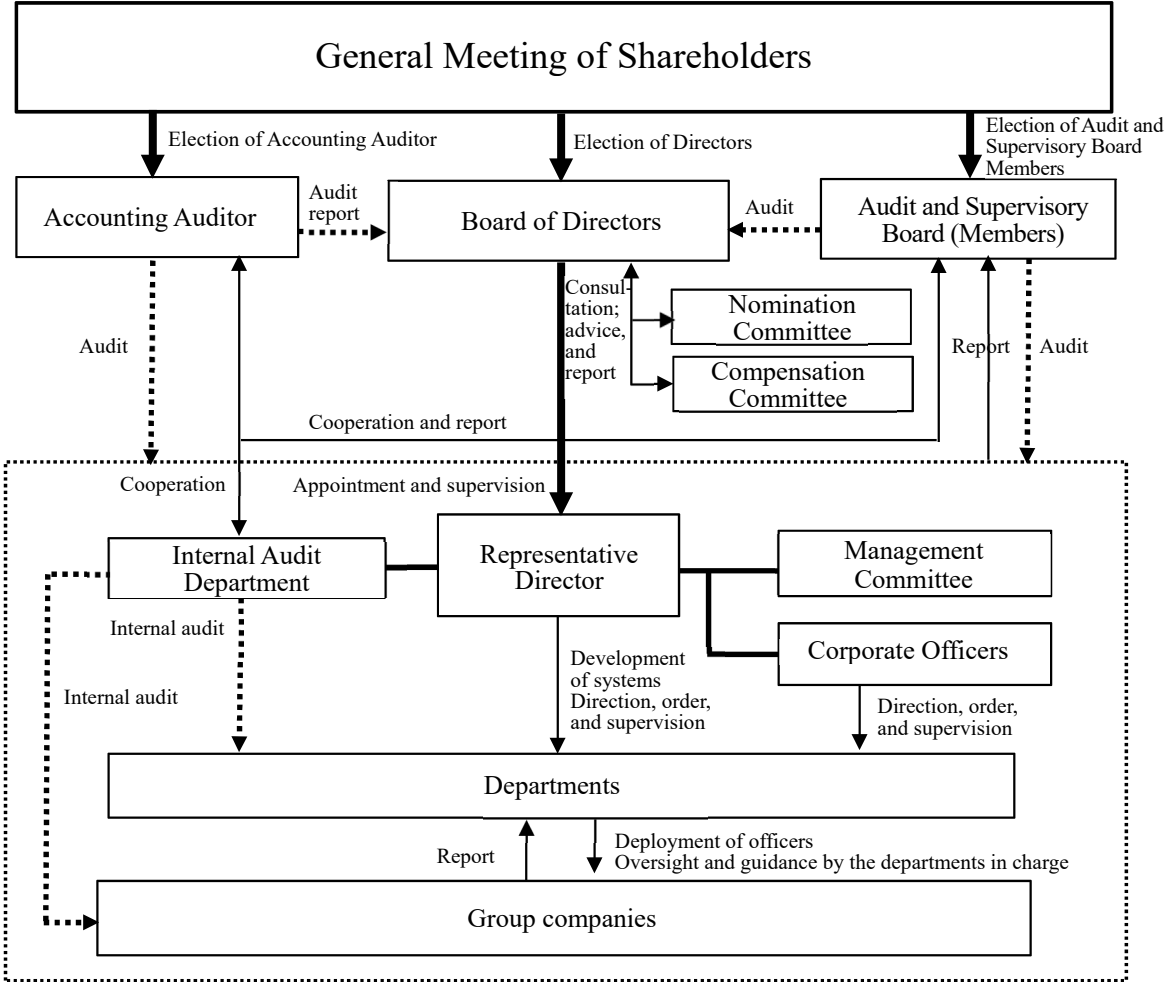 General Meeting of Shareholders
Election of Accounting Auditor
Election of Directors
Election of Audit and
Supervisory Board
Members
Accounting Auditor
Audit
report
Board of Directors
Audit
Audit and Supervisory
Board (Members)
Consul-
tation;
advice,
and
report
Nomination
Committee
Audit
Report
Audit
Compensation
Committee
Cooperation and report
Cooperation
Appointment and supervision
Internal Audit
Department
Representative
Director
Management
Committee
Internal audit
Corporate Officers
Internal audit
Development
of systems
Direction, order,
and supervision
Direction, order,
and supervision
Departments
Report
Deployment of officers
Oversight and guidance by the departments in charge
Group companies